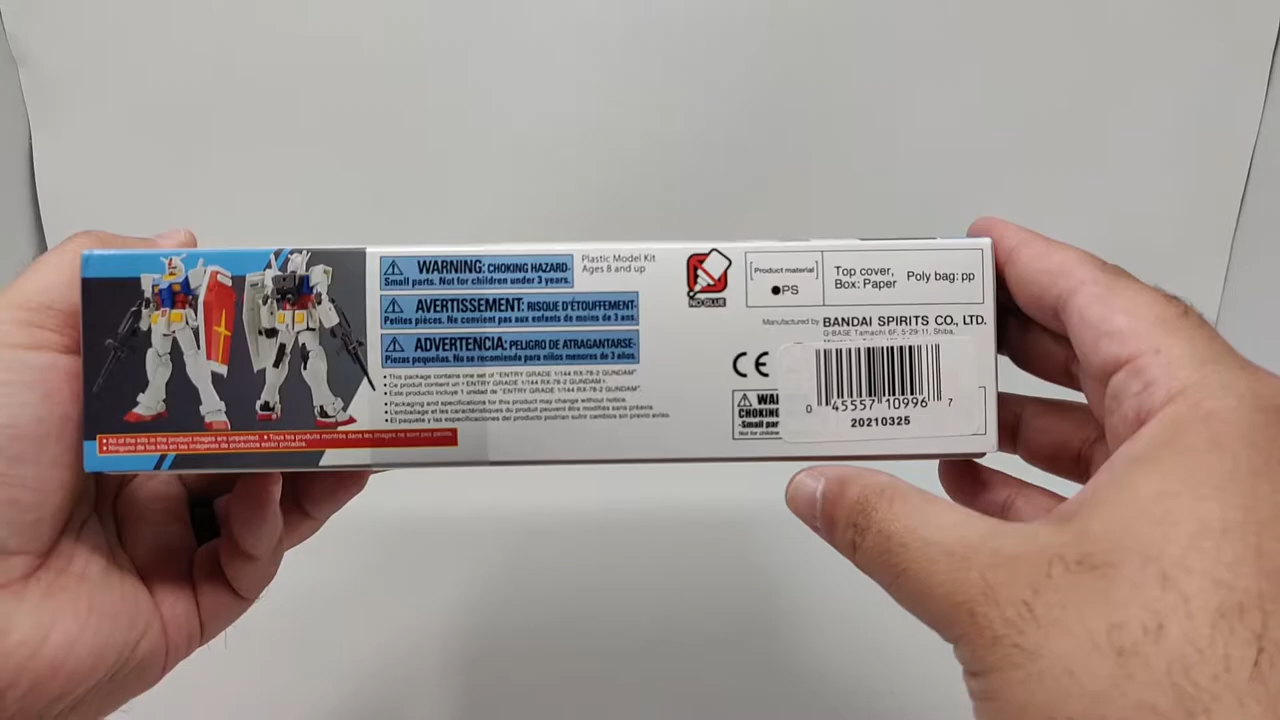 WARNING: CHOKING HAZARD-
Small parts. Not for children under 3 years.
AVERTISSEMENT: RISQUE D'ÉTOUFFEMENT-
Petites pièces. Ne convient pas aux enfants de moins de 3 ans.
ADVERTENCIA: PELIGRO DE ATRAGANTARSE-
Piezas pequeñas. No se recomienda para niños menores de 3 años.
• This package contains one set of "ENTRY GRADE 1/144 RX-78-2 GUNDAM".
• Ce produit contient un « ENTRY GRADE 1/144 RX-78-2 GUNDAM ».
• Este producto incluye 1 unidad de "ENTRY GRADE 1/144 RX-78-2 GUNDAM".
• Packaging and specifications for this product may change without notice.
• L'emballage et les caractéristiques du produit peuvent être modifiés sans préavis.
• El paquete y las especificaciones del producto podrían sufrir cambios sin previo aviso.
• All of the kits in the product images are unpainted. • Tous les produits montrés dans les images ne sont pas peints.
• Ninguno de los kits en las imágenes de productos están pintados.
Plastic Model Kit
Ages 8 and up
NO GLUE
[Product material]
●PS
Top cover,
Box: Paper
Poly bag: pp
Manufactured by BANDAI SPIRITS CO., LTD.
G-BASE Tamachi 6F, 5-29-11, Shiba,
CE
WAR
CHOKING
-Small par
Not for childre
0 45557 10996 7
20210325